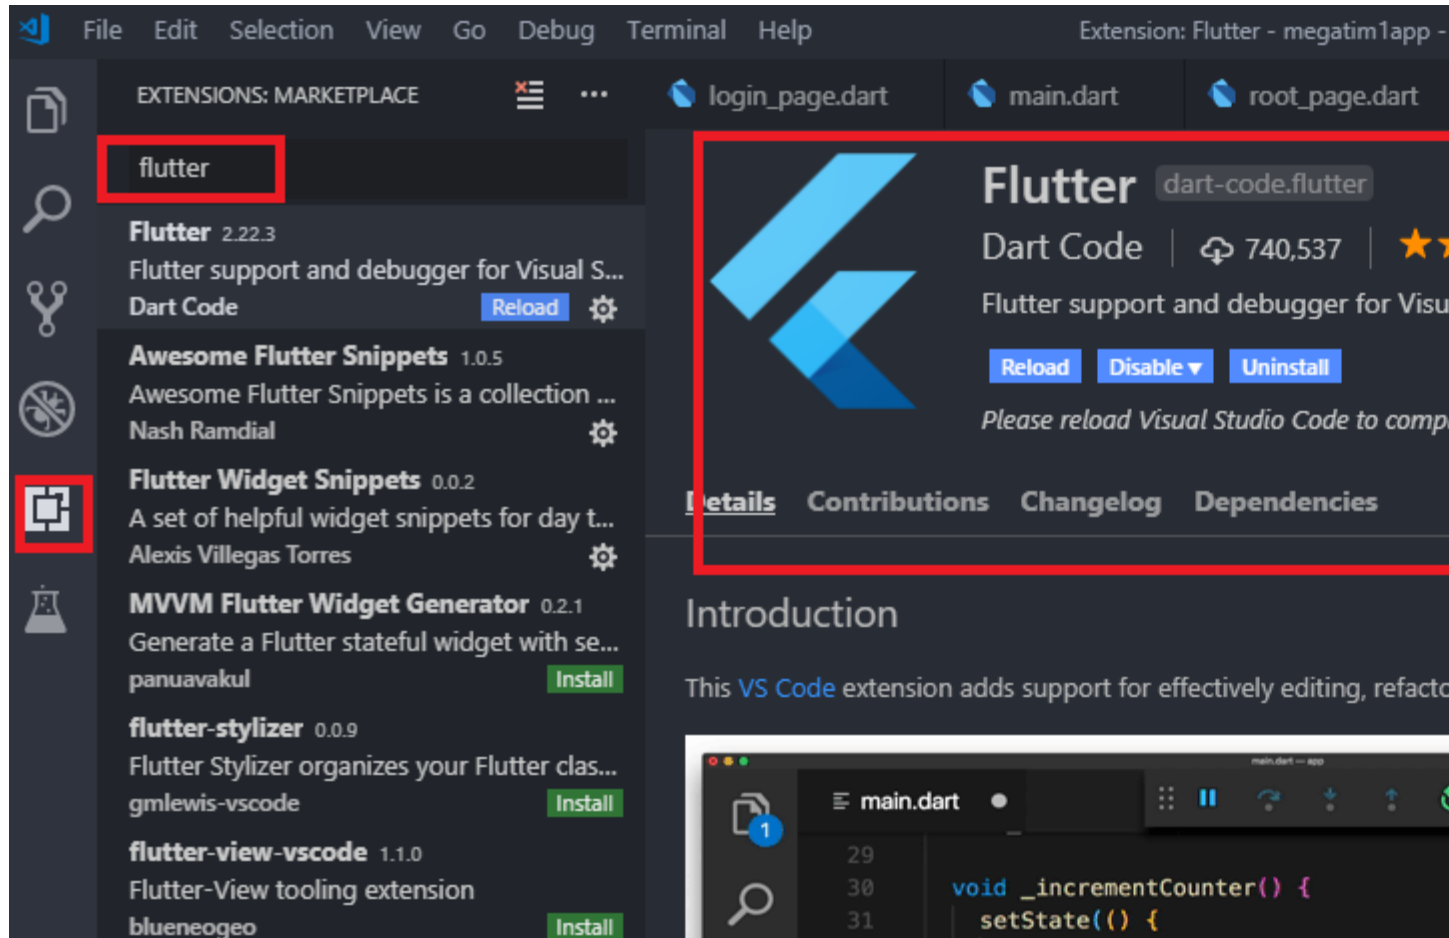 File Edit Selection View Go Debug Terminal Help Extension: Flutter - megatim1app -
EXTENSIONS: MARKETPLACE
flutter
Flutter 2.22.3
Flutter support and debugger for Visual S...
Dart Code Reload
Awesome Flutter Snippets 1.0.5
Awesome Flutter Snippets is a collection ...
Nash Ramdial
Flutter Widget Snippets 0.0.2
A set of helpful widget snippets for day t...
Alexis Villegas Torres
MVVM Flutter Widget Generator 0.2.1
Generate a Flutter stateful widget with se...
panuavakul Install
flutter-stylizer 0.0.9
Flutter Stylizer organizes your Flutter clas...
gmlewis-vscode Install
flutter-view-vscode 1.1.0
Flutter-View tooling extension
blueneogeo Install
login_page.dart main.dart root_page.dart
Flutter dart-code.flutter
Dart Code 740,537
Flutter support and debugger for Visu
Reload Disable Uninstall
Please reload Visual Studio Code to comp
Details Contributions Changelog Dependencies
Introduction
This VS Code extension adds support for effectively editing, refacto
main.dart — app
main.dart
1
29
30 void _incrementCounter() {
31 setState(() {